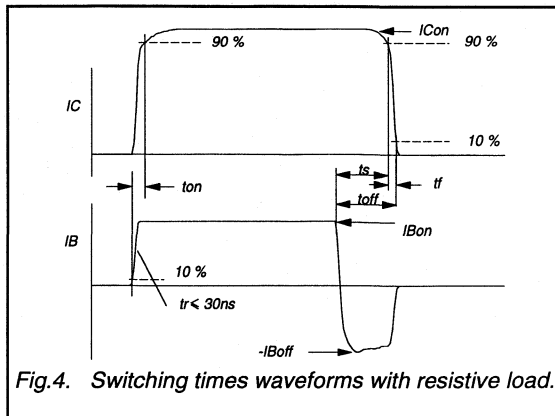 ICon
90 %
90 %
IC
10 %
ton
ts
tf
toff
IB
IBon
10 %
tr≤ 30ns
-IBoff
Fig.4. Switching times waveforms with resistive load.